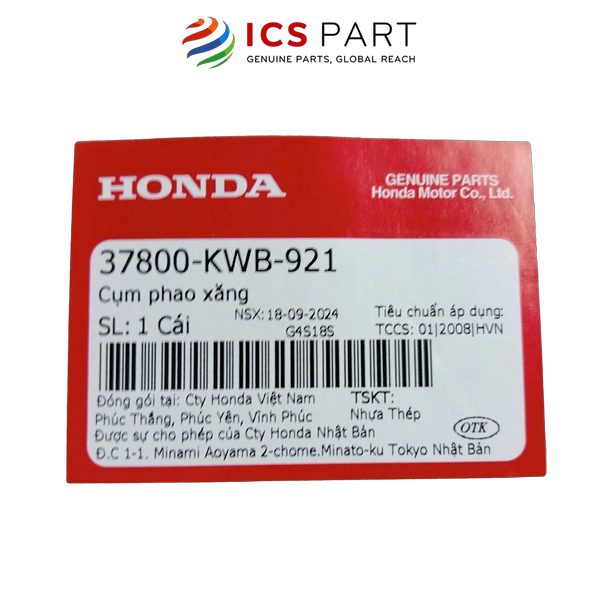 ICS PART
GENUINE PARTS, GLOBAL REACH
HONDA
GENUINE PARTS
Honda Motor Co., Ltd.
37800-KWB-921
Cụm phao xăng
SL: 1 Cái
NSX: 18-09-2024
G4S18S
Tiêu chuẩn áp dụng:
TCCS: 01|2008|HVN
Đóng gói tại: Cty Honda Việt Nam
Phúc Thắng, Phúc Yên, Vĩnh Phúc
TSKT:
Nhựa Thép
Được sự cho phép của Cty Honda Nhật Bản
Đ.C 1-1. Minami Aoyama 2-chome.Minato-ku Tokyo Nhật Bản
OTK